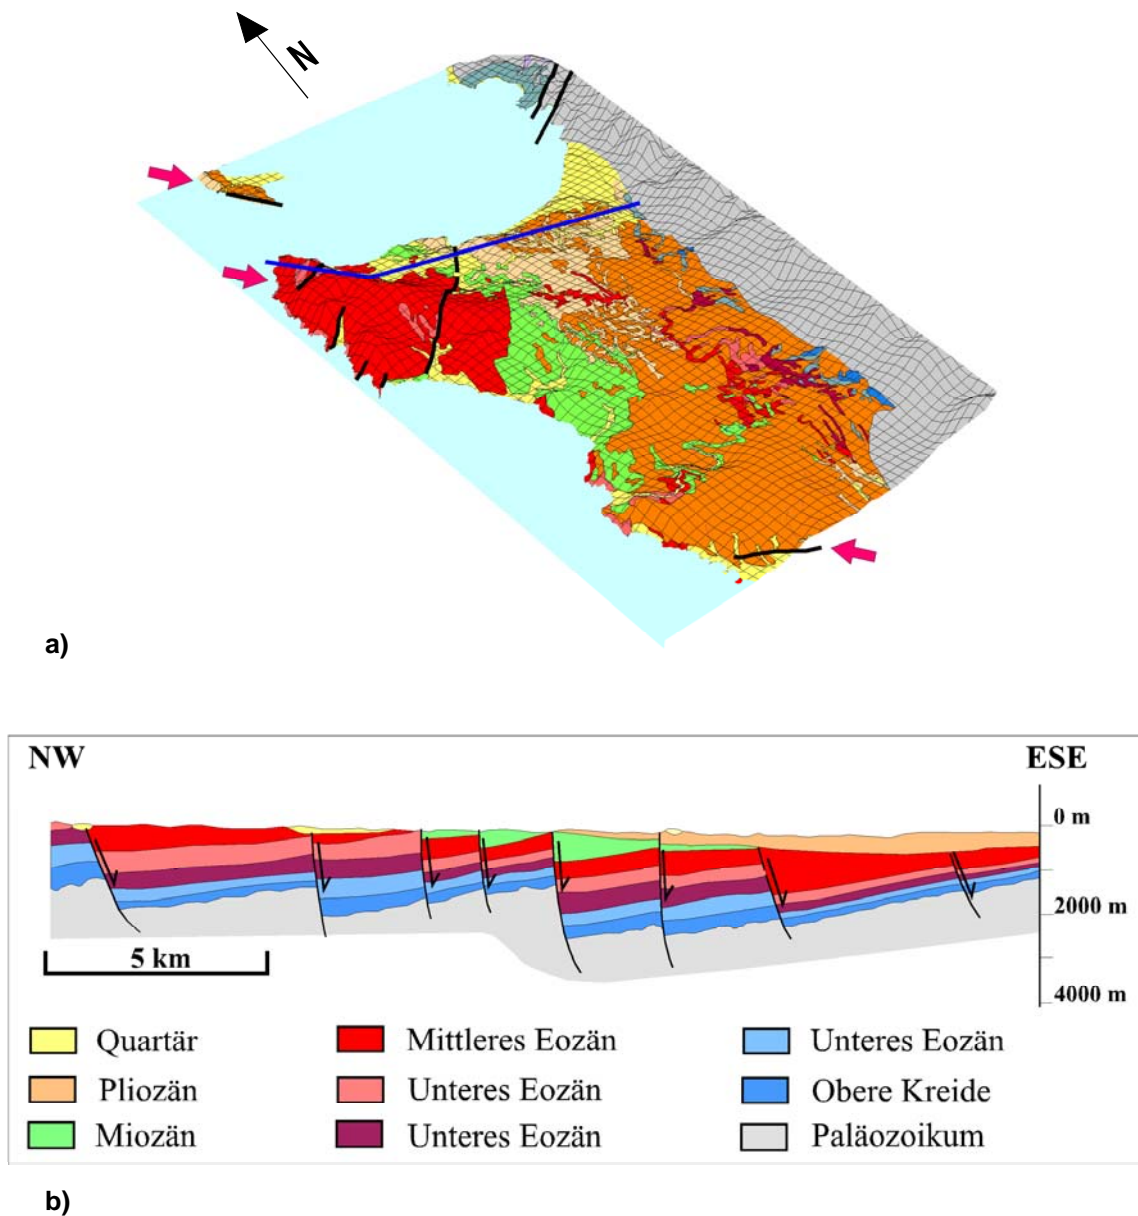 N
a)
NW
ESE
0 m
2000 m
4000 m
5 km
Quartär
Mittleres Eozän
Unteres Eozän
Pliozän
Unteres Eozän
Obere Kreide
Miozän
Unteres Eozän
Paläozoikum
b)